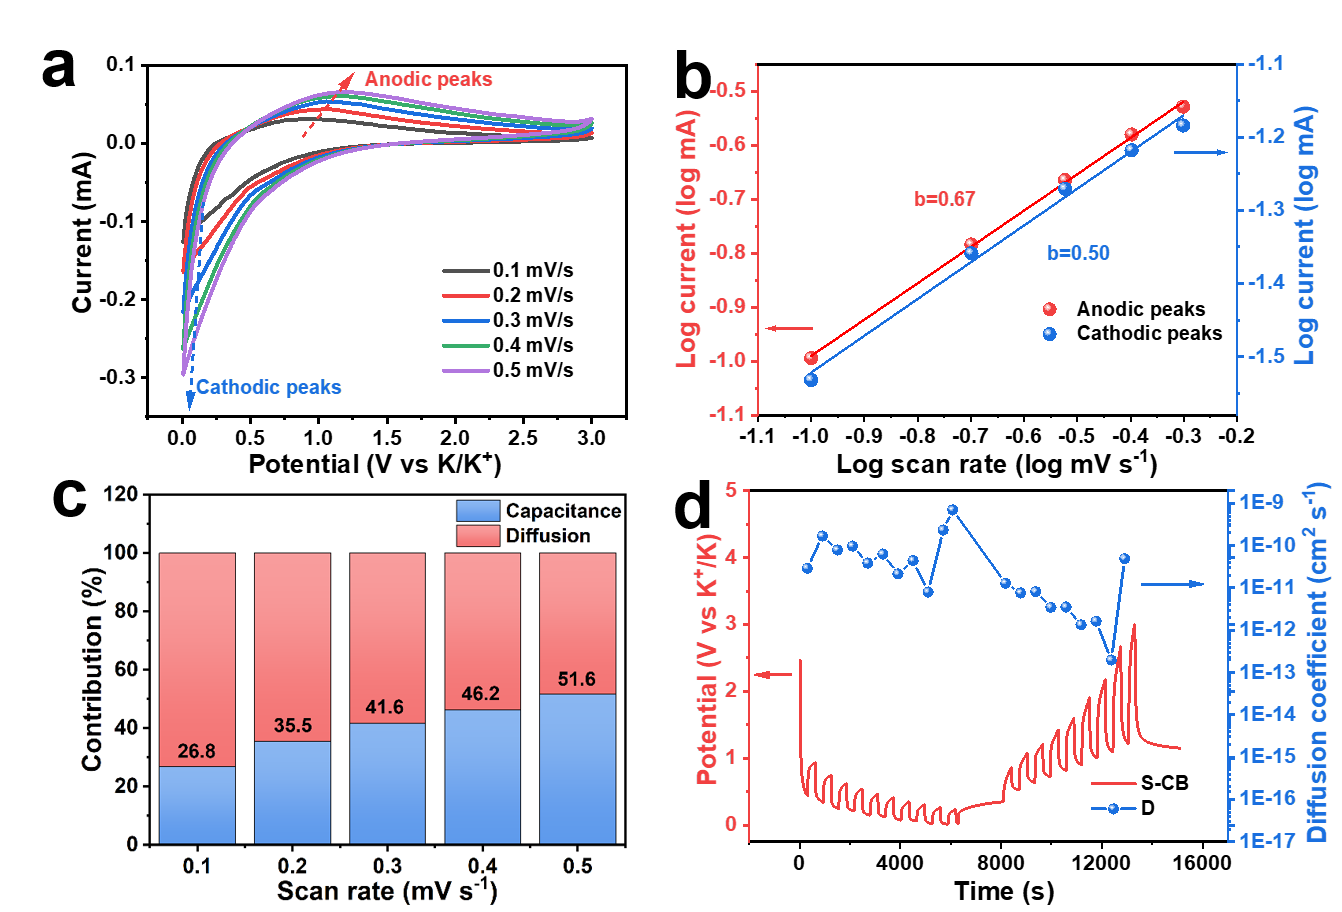 a
0.1
0.0
-0.1
-0.2
-0.3
Current (mA)
Anodic peaks
Cathodic peaks
0.1 mV/s
0.2 mV/s
0.3 mV/s
0.4 mV/s
0.5 mV/s
0.0 0.5 1.0 1.5 2.0 2.5 3.0
Potential (V vs K/K⁺)
b
-0.5
-0.6
-0.7
-0.8
-0.9
-1.0
-1.1
Log current (log mA)
b=0.67
b=0.50
Anodic peaks
Cathodic peaks
-1.1
-1.2
-1.3
-1.4
-1.5
Log current (log mA)
-1.1 -1.0 -0.9 -0.8 -0.7 -0.6 -0.5 -0.4 -0.3 -0.2
Log scan rate (log mV s⁻¹)
c
120
100
80
60
40
20
0
Contribution (%)
Capacitance
Diffusion
26.8
35.5
41.6
46.2
51.6
0.1 0.2 0.3 0.4 0.5
Scan rate (mV s⁻¹)
d
5
4
3
2
1
0
Potential (V vs K⁺/K)
S-CB
D
1E-9
1E-10
1E-11
1E-12
1E-13
1E-14
1E-15
1E-16
1E-17
Diffusion coefficient (cm² s⁻¹)
0 4000 8000 12000 16000
Time (s)